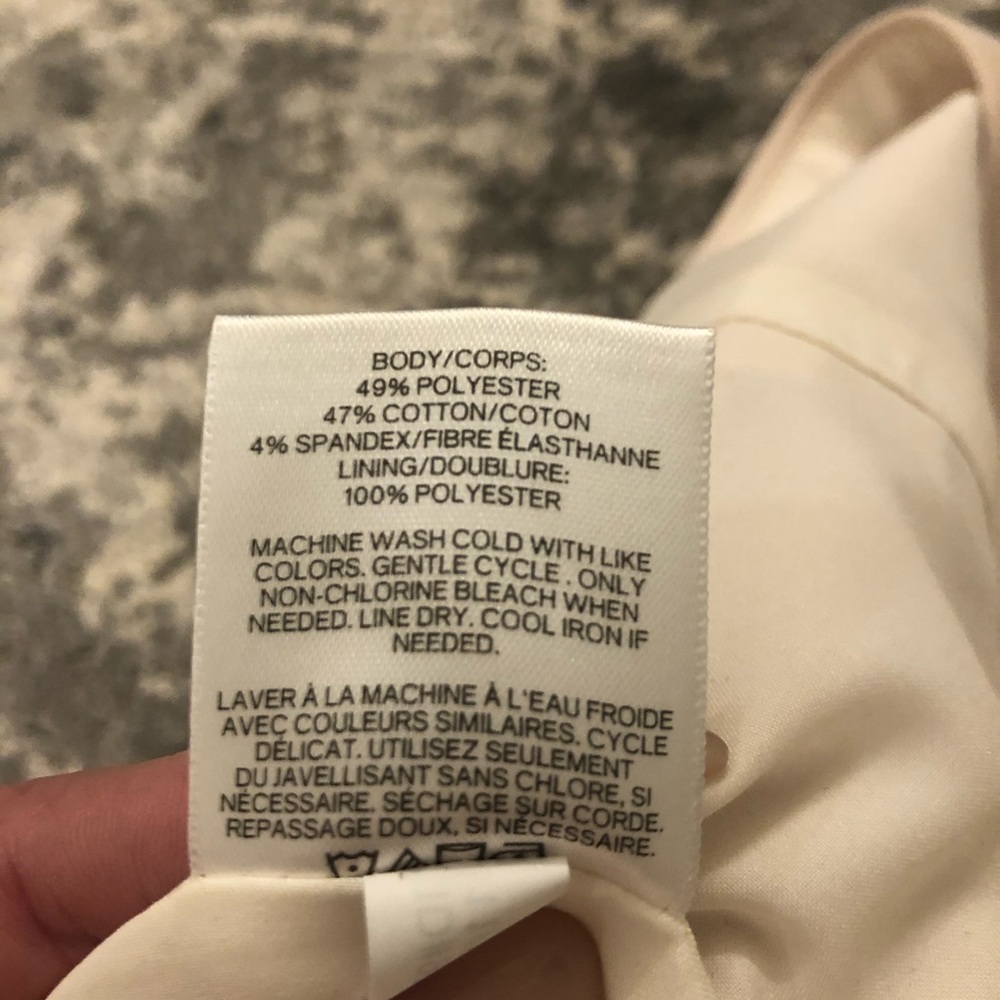 BODY/CORPS:
49% POLYESTER
47% COTTON/COTON
4% SPANDEX/FIBRE ÉLASTHANNE
LINING/DOUBLURE:
100% POLYESTER
MACHINE WASH COLD WITH LIKE
COLORS. GENTLE CYCLE . ONLY
NON-CHLORINE BLEACH WHEN
NEEDED. LINE DRY. COOL IRON IF
NEEDED.
LAVER À LA MACHINE À L'EAU FROIDE
AVEC COULEURS SIMILAIRES. CYCLE
DÉLICAT. UTILISEZ SEULEMENT
DU JAVELLISANT SANS CHLORE, SI
NÉCESSAIRE. SÉCHAGE SUR CORDE.
REPASSAGE DOUX, SI NÉCESSAIRE.